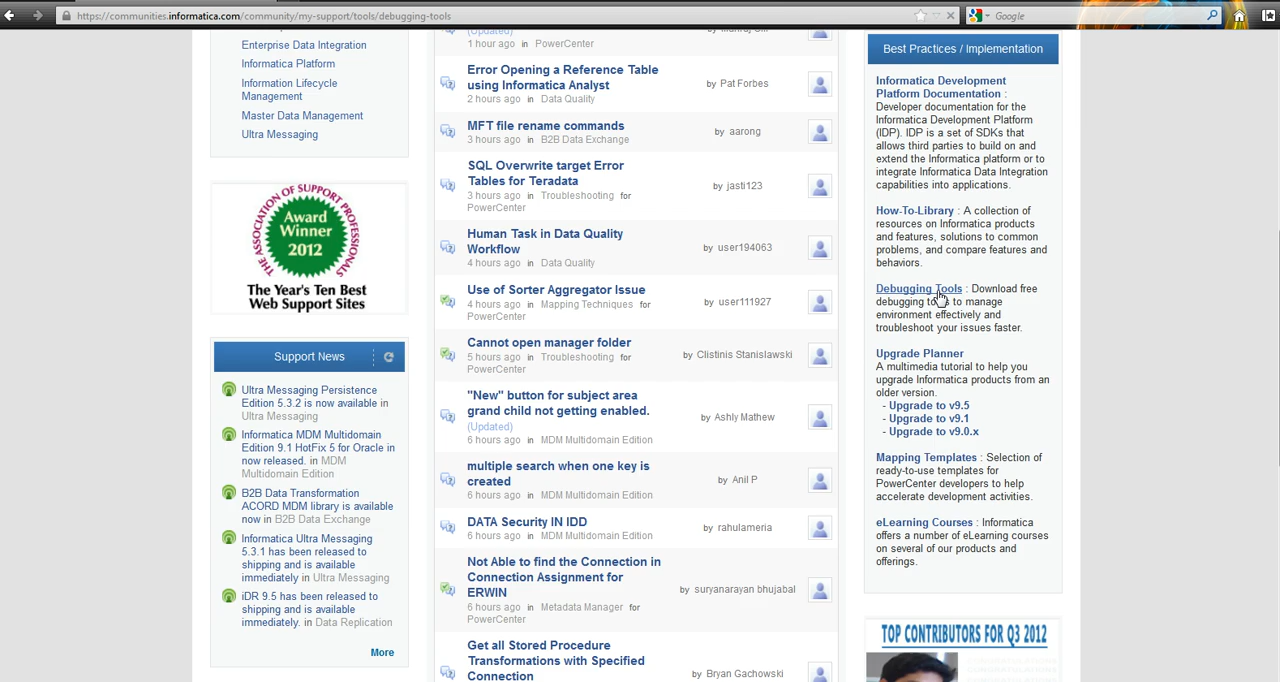 https://communities.informatica.com/community/my-support/tools/debugging-tools
Google
Enterprise Data Integration
Informatica Platform
Information Lifecycle
Management
Master Data Management
Ultra Messaging
THE ASSOCIATION OF SUPPORT PROFESSIONALS
Award
Winner
2012
The Year's Ten Best
Web Support Sites
Support News
Ultra Messaging Persistence
Edition 5.3.2 is now available in
Ultra Messaging
Informatica MDM Multidomain
Edition 9.1 HotFix 5 for Oracle in
now released. in MDM
Multidomain Edition
B2B Data Transformation
ACORD MDM library is available
now in B2B Data Exchange
Informatica Ultra Messaging
5.3.1 has been released to
shipping and is available
immediately in Ultra Messaging
iDR 9.5 has been released to
shipping and is available
immediately. in Data Replication
More
(Updated)
1 hour ago in PowerCenter
Error Opening a Reference Table
using Informatica Analyst
2 hours ago in Data Quality
by Pat Forbes
MFT file rename commands
3 hours ago in B2B Data Exchange
by aarong
SQL Overwrite target Error
Tables for Teradata
3 hours ago in Troubleshooting for
PowerCenter
by jasti123
Human Task in Data Quality
Workflow
4 hours ago in Data Quality
by user194063
Use of Sorter Aggregator Issue
4 hours ago in Mapping Techniques for
PowerCenter
by user111927
Cannot open manager folder
5 hours ago in Troubleshooting for
PowerCenter
by Clistinis Stanislawski
"New" button for subject area
grand child not getting enabled.
(Updated)
6 hours ago in MDM Multidomain Edition
by Ashly Mathew
multiple search when one key is
created
6 hours ago in MDM Multidomain Edition
by Anil P
DATA Security IN IDD
6 hours ago in MDM Multidomain Edition
by rahulameria
Not Able to find the Connection in
Connection Assignment for
ERWIN
6 hours ago in Metadata Manager for
PowerCenter
by suryanarayan bhujabal
Get all Stored Procedure
Transformations with Specified
Connection
by Bryan Gachowski
Best Practices / Implementation
Informatica Development
Platform Documentation :
Developer documentation for the
Informatica Development Platform
(IDP). IDP is a set of SDKs that
allows third parties to build on and
extend the Informatica platform or to
integrate Informatica Data Integration
capabilities into applications.
How-To-Library : A collection of
resources on Informatica products
and features, solutions to common
problems, and compare features and
behaviors.
Debugging Tools : Download free
debugging tools to manage
environment effectively and
troubleshoot your issues faster.
Upgrade Planner
A multimedia tutorial to help you
upgrade Informatica products from an
older version.
- Upgrade to v9.5
- Upgrade to v9.1
- Upgrade to v9.0.x
Mapping Templates : Selection of
ready-to-use templates for
PowerCenter developers to help
accelerate development activities.
eLearning Courses : Informatica
offers a number of eLearning courses
on several of our products and
offerings.
TOP CONTRIBUTORS FOR Q3 2012